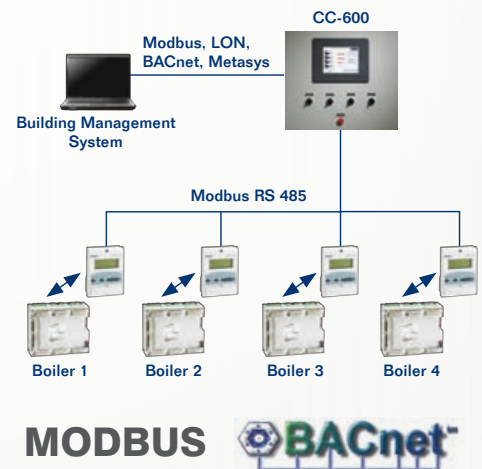 CC-600
Modbus, LON,
BACnet, Metasys
Building Management
System
Modbus RS 485
Boiler 1
Boiler 2
Boiler 3
Boiler 4
MODBUS
BACnet™